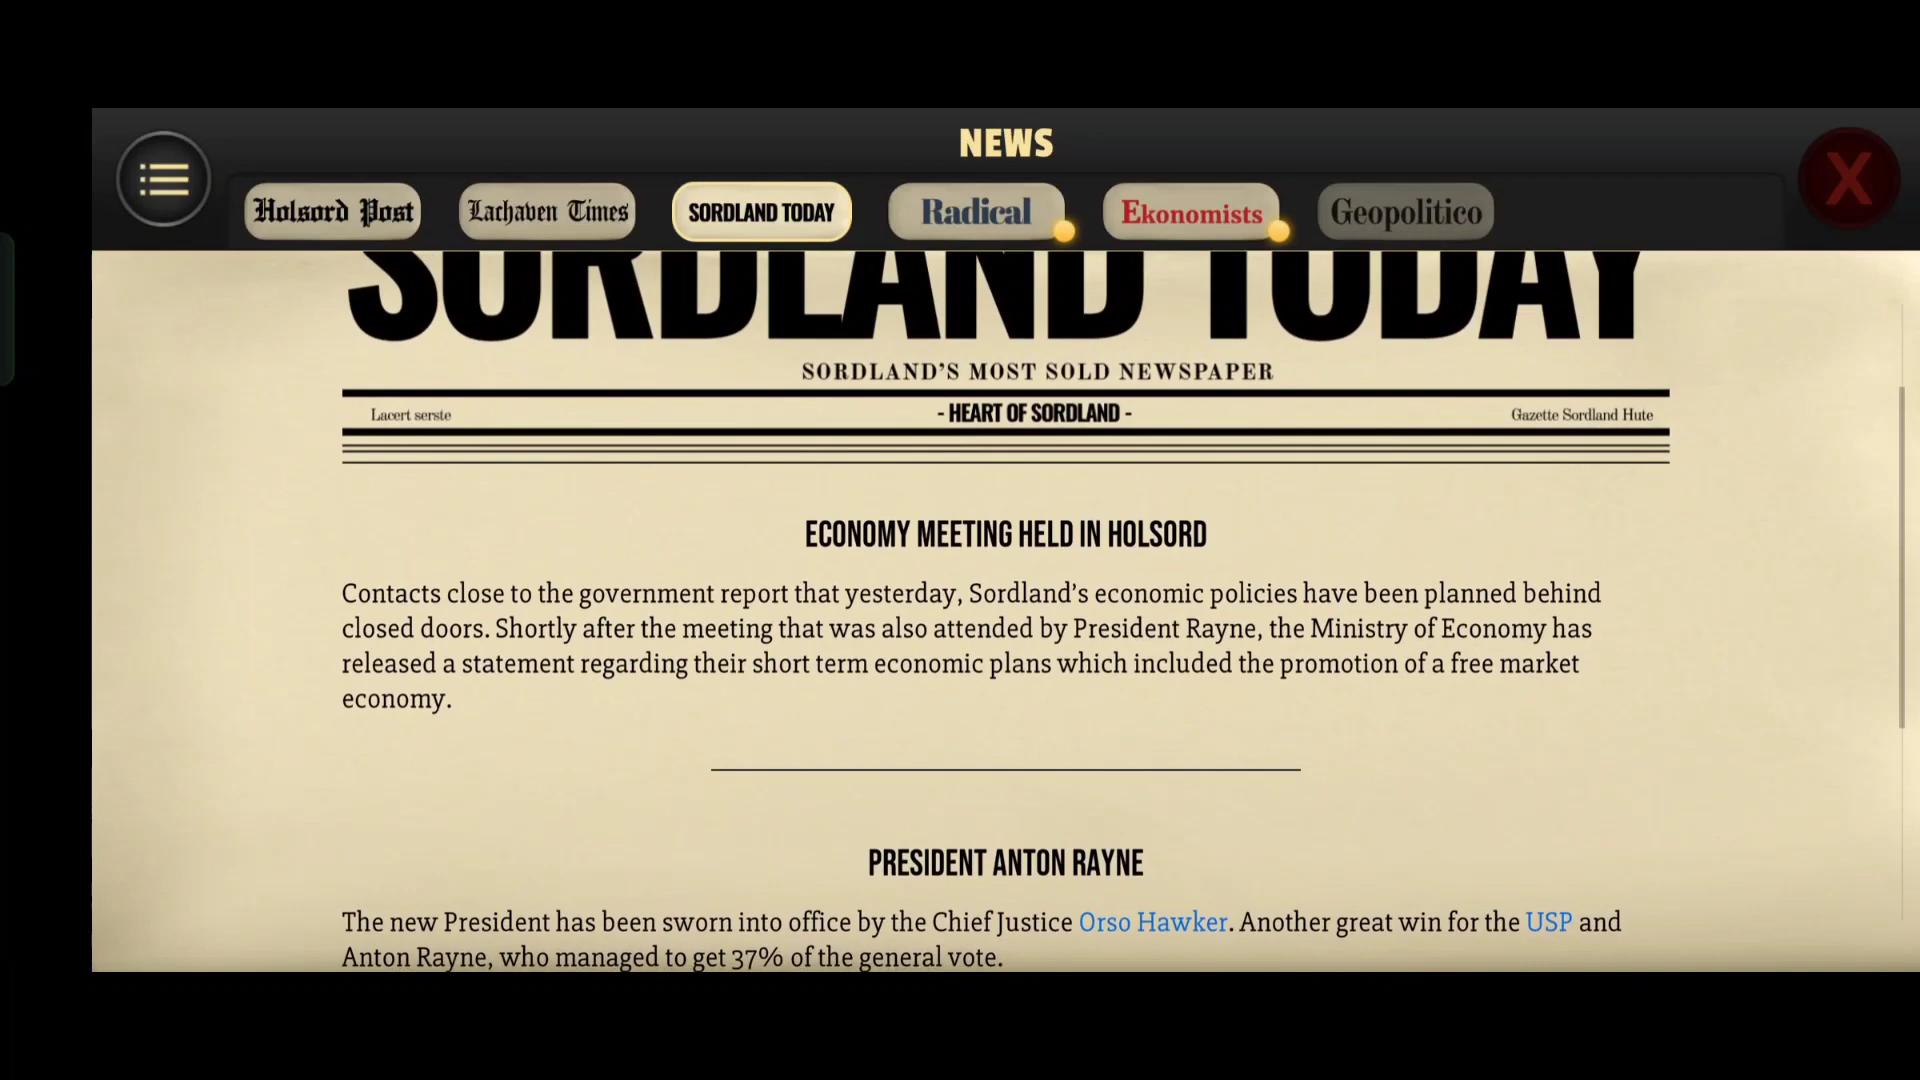 NEWS
Holsord Post
Lachaven Times
SORDLAND TODAY
Radical
Ekonomists
Geopolitico
X
SORDLAND TODAY
SORDLAND'S MOST SOLD NEWSPAPER
Lacert serste
- HEART OF SORDLAND -
Gazette Sordland Hute
ECONOMY MEETING HELD IN HOLSORD
Contacts close to the government report that yesterday, Sordland's economic policies have been planned behind
closed doors. Shortly after the meeting that was also attended by President Rayne, the Ministry of Economy has
released a statement regarding their short term economic plans which included the promotion of a free market
economy.
PRESIDENT ANTON RAYNE
The new President has been sworn into office by the Chief Justice Orso Hawker. Another great win for the USP and
Anton Rayne, who managed to get 37% of the general vote.